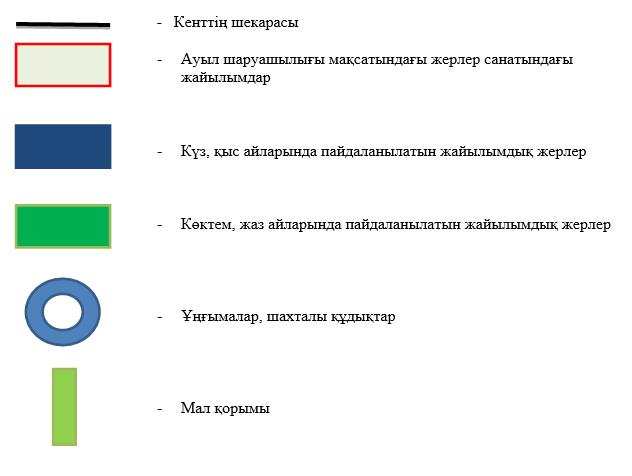 - Кенттің шекарасы
- Ауыл шаруашылығы мақсатындағы жерлер санатындағы
жайылымдар
- Күз, қыс айларында пайдаланылатын жайылымдық жерлер
- Көктем, жаз айларында пайдаланылатын жайылымдық жерлер
- Ұңғымалар, шахталы құдықтар
- Мал қорымы